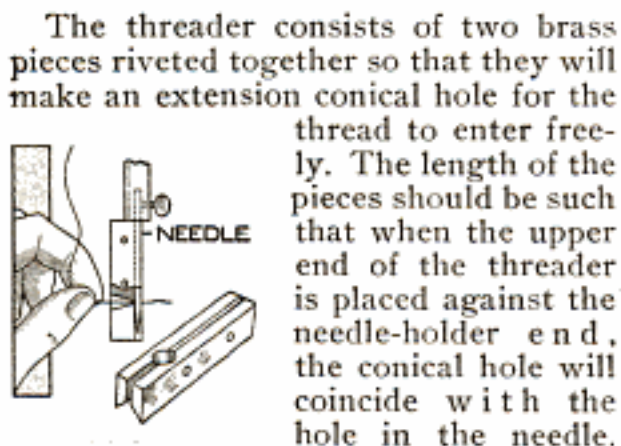 The threader consists of two brass
pieces riveted together so that they will
make an extension conical hole for the
thread to enter free-
ly. The length of the
pieces should be such
that when the upper
end of the threader
is placed against the
needle-holder end,
the conical hole will
coincide with the
hole in the needle.
NEEDLE